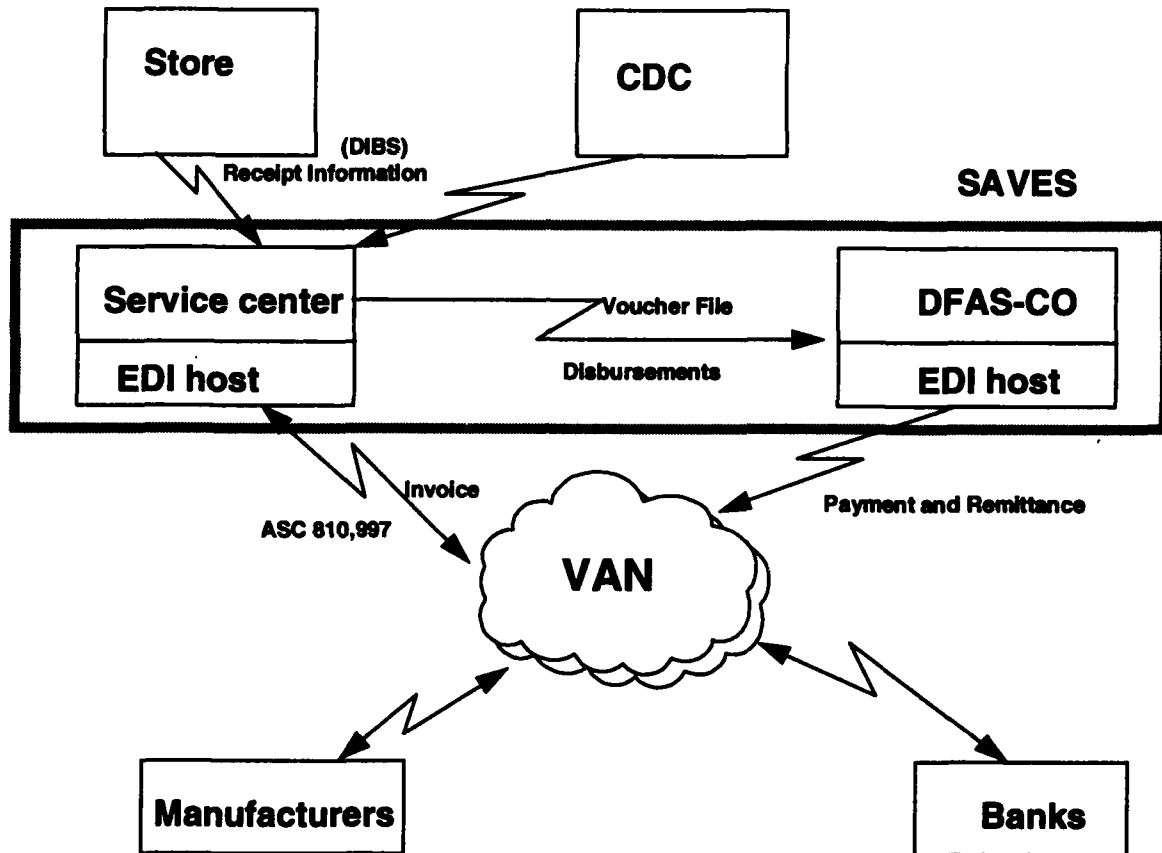 Store
CDC
(DIBS)
Receipt Information
SAVES
Service center
Voucher File
DFAS-CO
EDI host
Disbursements
EDI host
Invoice
Payment and Remittance
ASC 810,997
VAN
Manufacturers
Banks